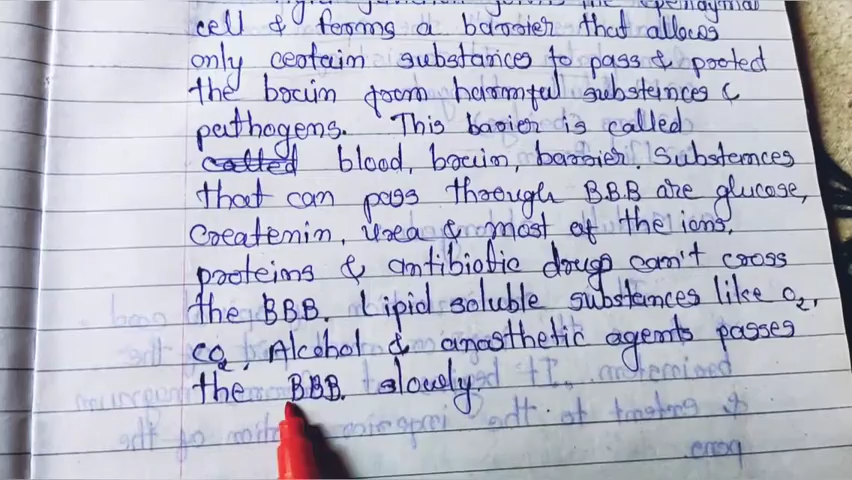 cell & forms a barrier that allows
only certain substances to pass & proted
the brain from harmful substances &
pathogens. This barier is called
called blood, brain, barrier. Substances
that can pass through BBB are glucose,
Createnin, urea & most of the ions,
proteins & antibiotic drugs can't cross
the BBB. Lipid soluble substances like O2,
CO2, Alcohol & anasthetic agents passes
the BBB. slowly.